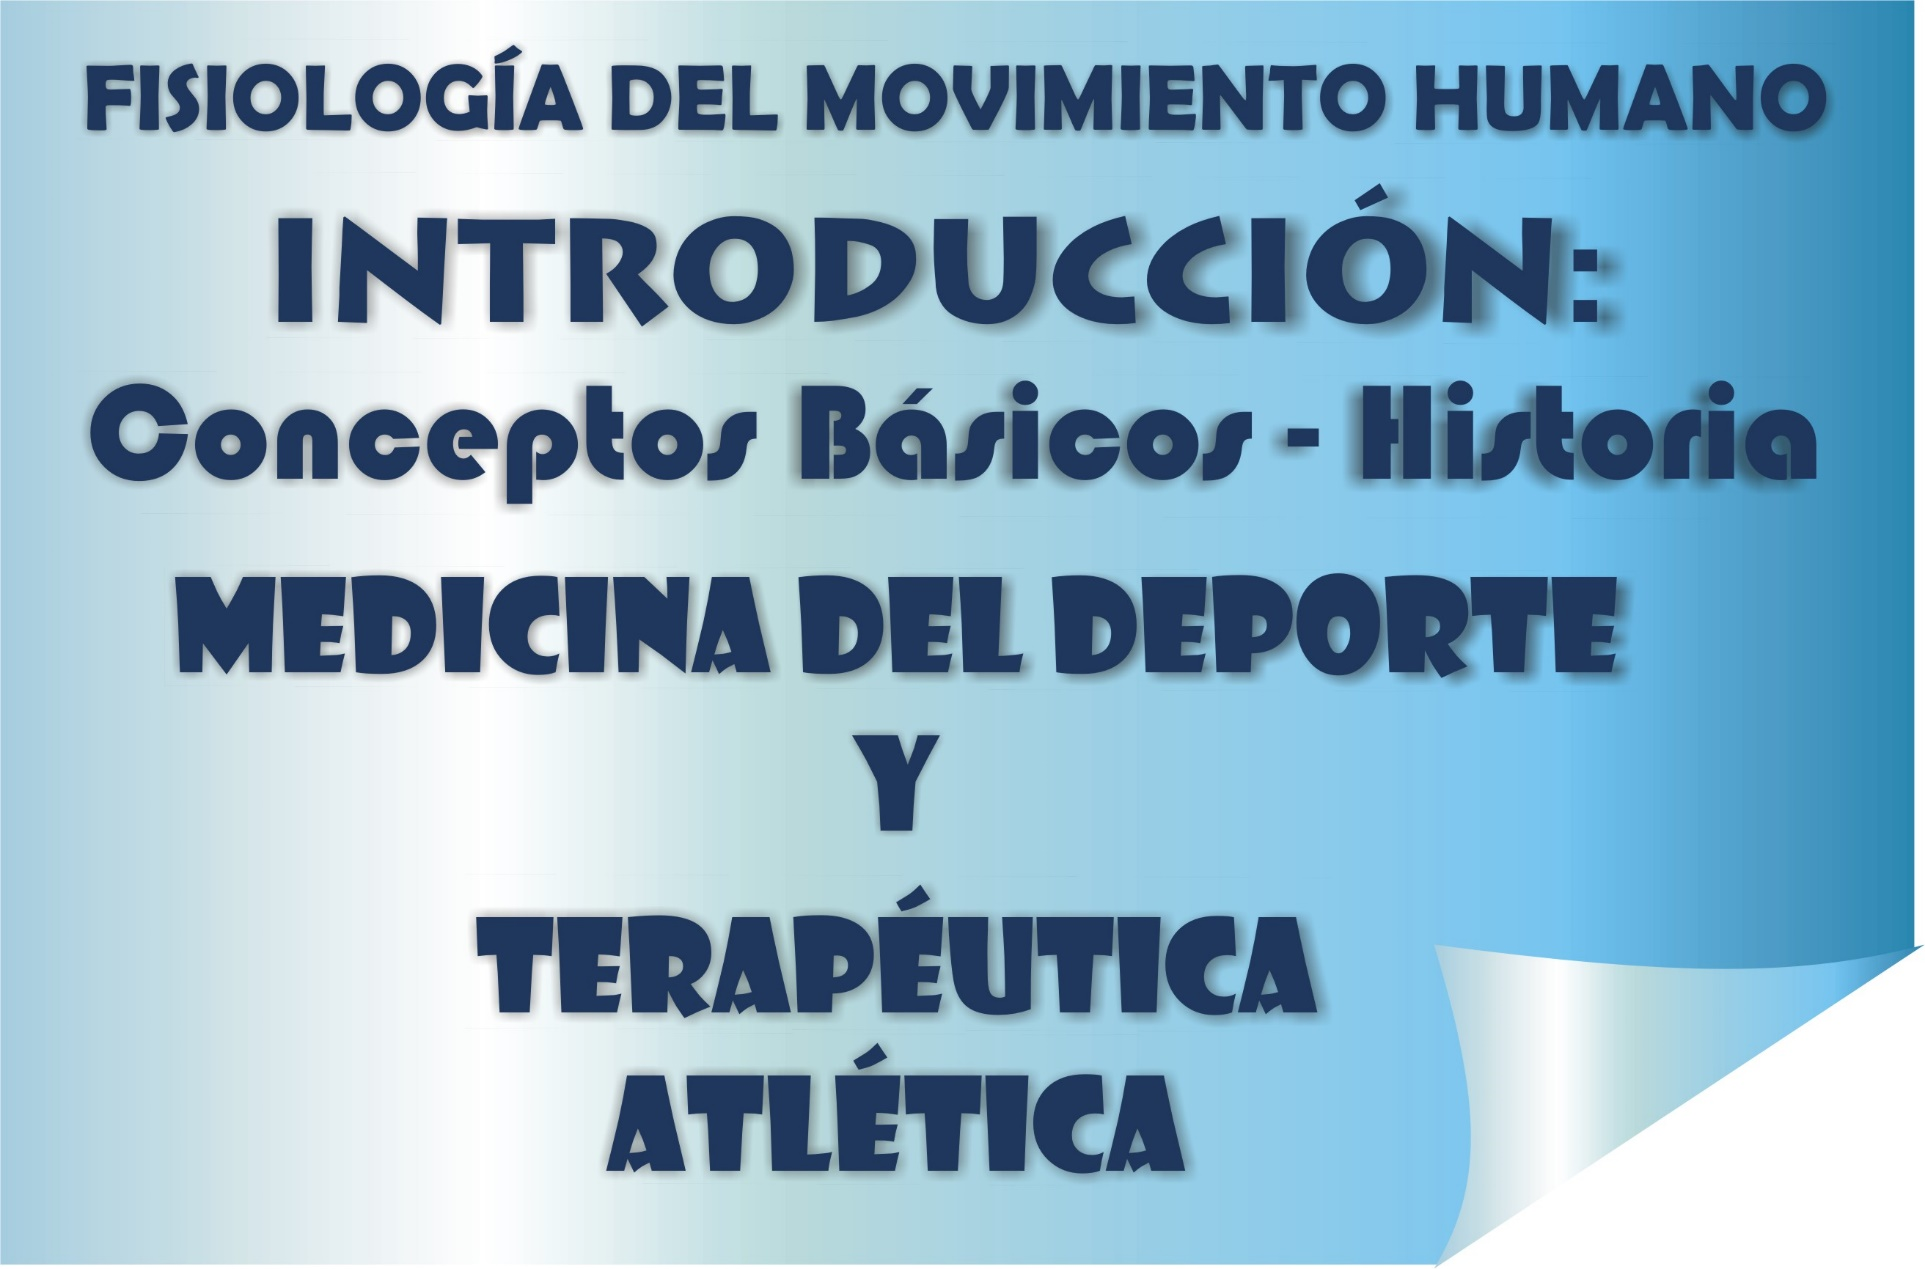 FISIOLOGÍA DEL MOVIMIENTO HUMANO
INTRODUCCIÓN:
Conceptos Básicos - Historia
MEDICINA DEL DEPORTE
Y
TERAPÉUTICA
ATLÉTICA